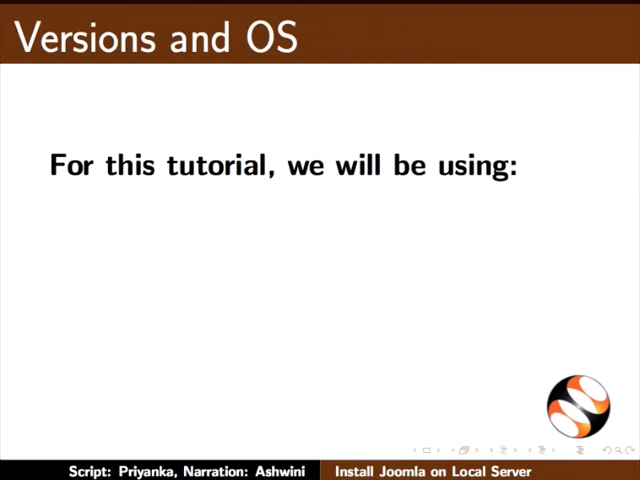 Versions and OS
For this tutorial, we will be using:
Script: Priyanka, Narration: Ashwini
Install Joomla on Local Server